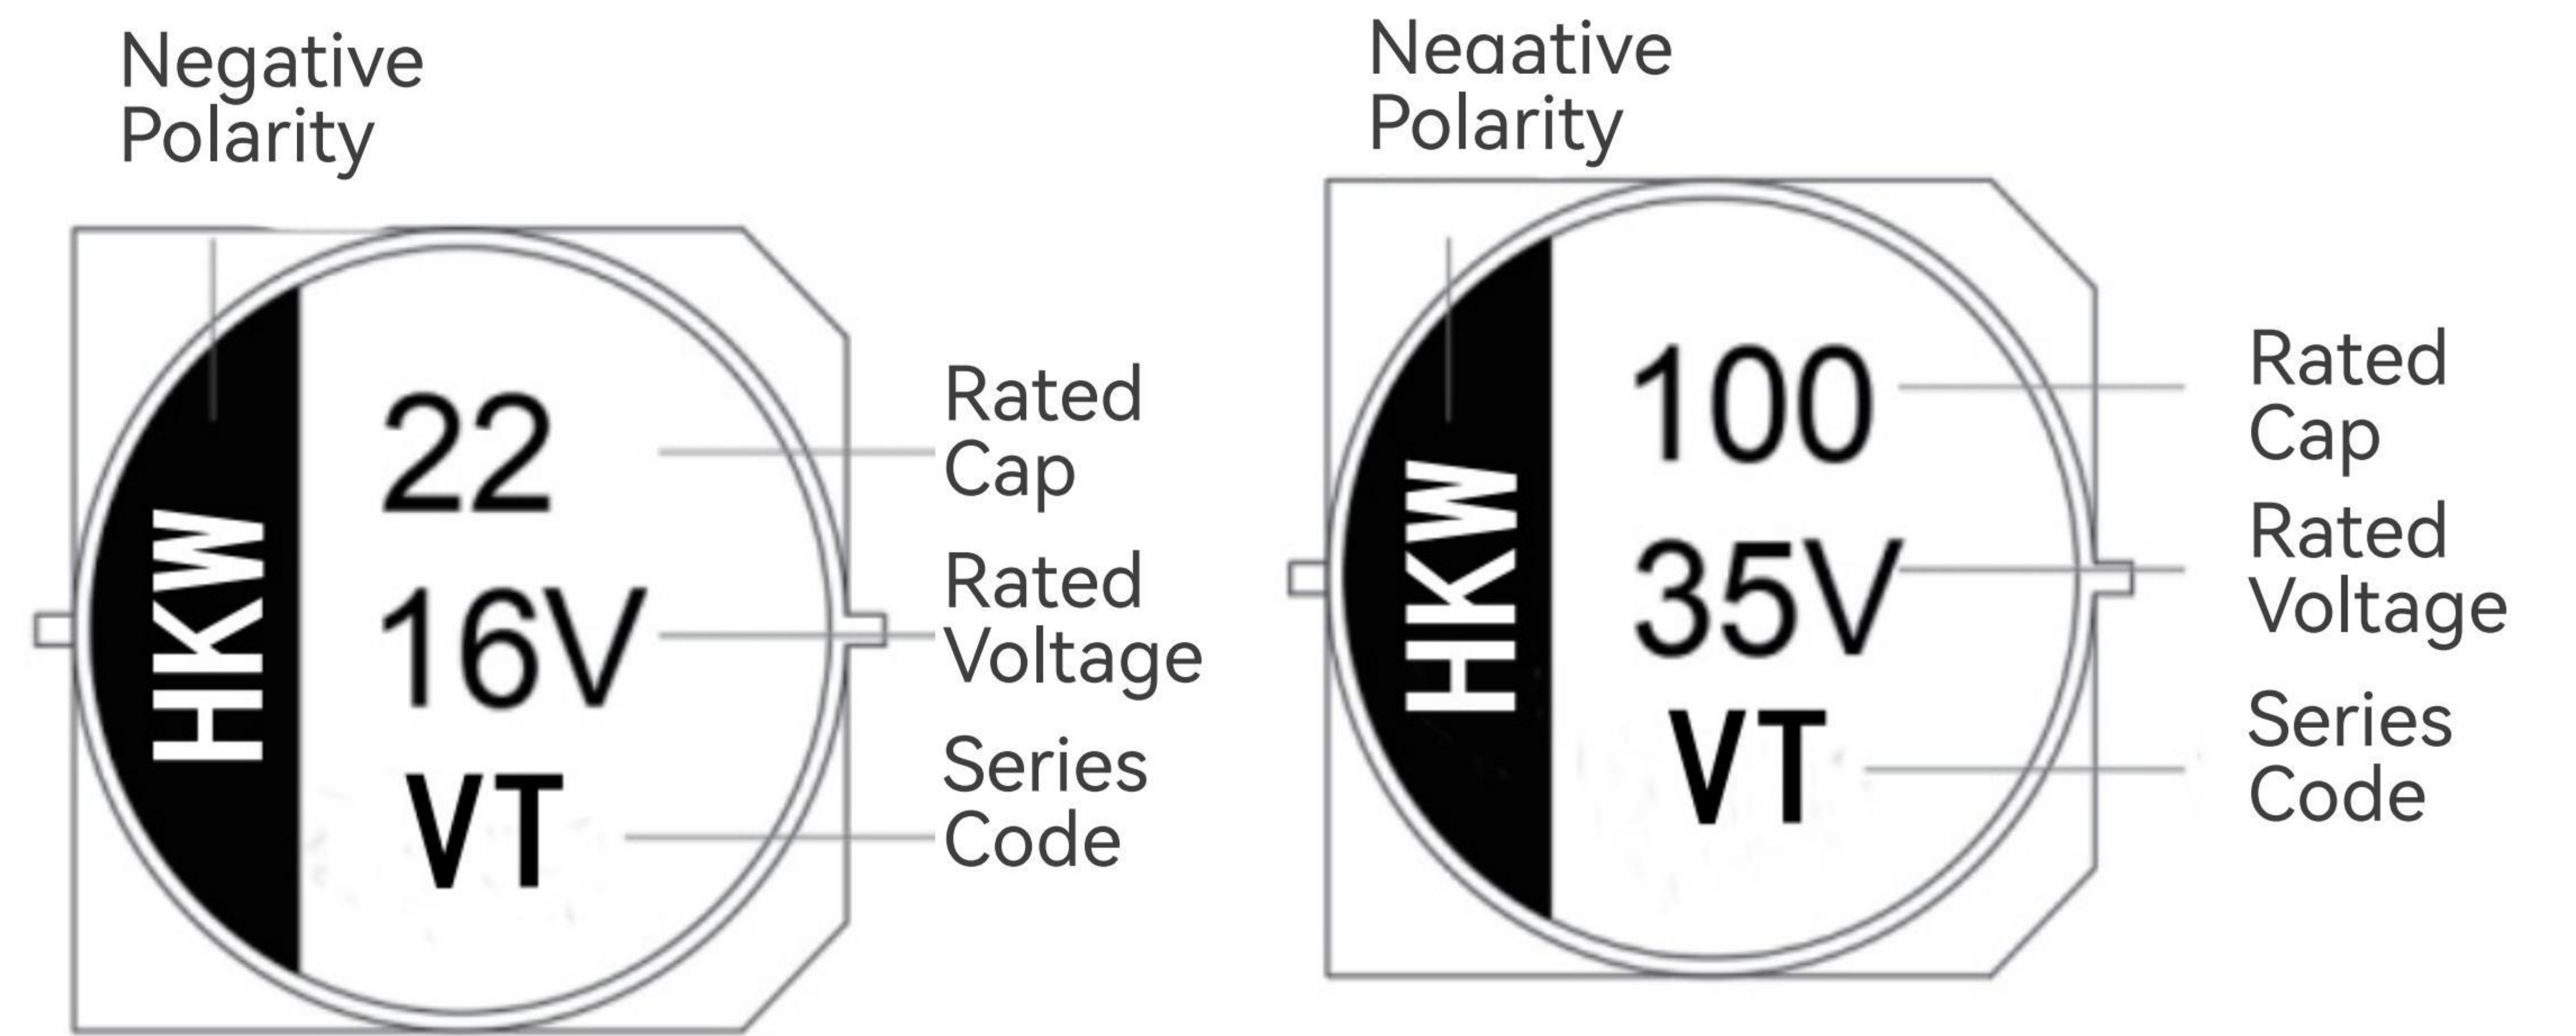 Negative
Polarity
HKW
22
16V
VT
Rated
Cap
Rated
Voltage
Series
Code
Negative
Polarity
HKW
100
35V
VT
Rated
Cap
Rated
Voltage
Series
Code